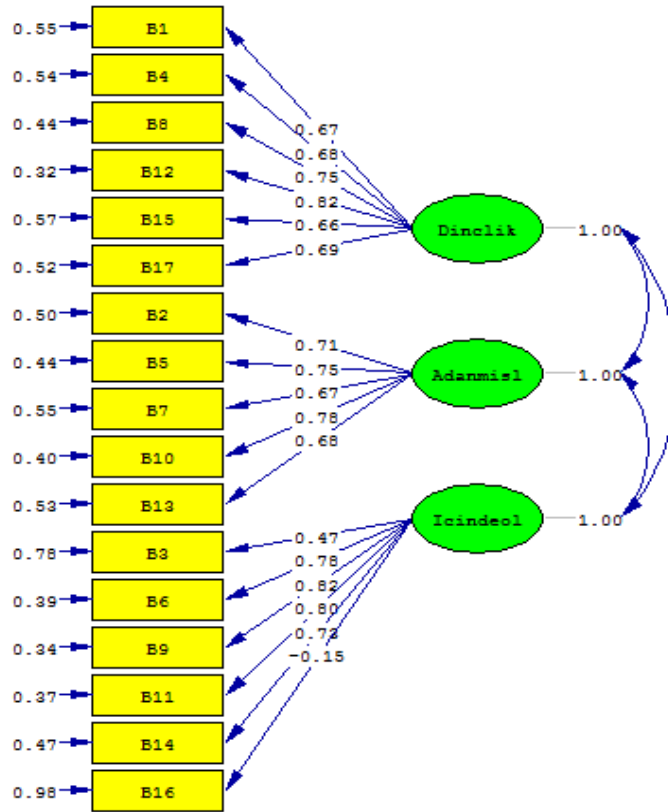 0.55 B1
0.54 B4
0.44 B8
0.32 B12
0.57 B15
0.52 B17
0.50 B2
0.44 B5
0.55 B7
0.40 B10
0.53 B13
0.78 B3
0.39 B6
0.34 B9
0.37 B11
0.47 B14
0.98 B16
0.67
0.68
0.75
0.82
0.66
0.69
0.71
0.75
0.67
0.78
0.68
0.47
0.78
0.82
0.80
0.73
-0.15
Dinclik 1.00
Adanmisl 1.00
Icindeol 1.00